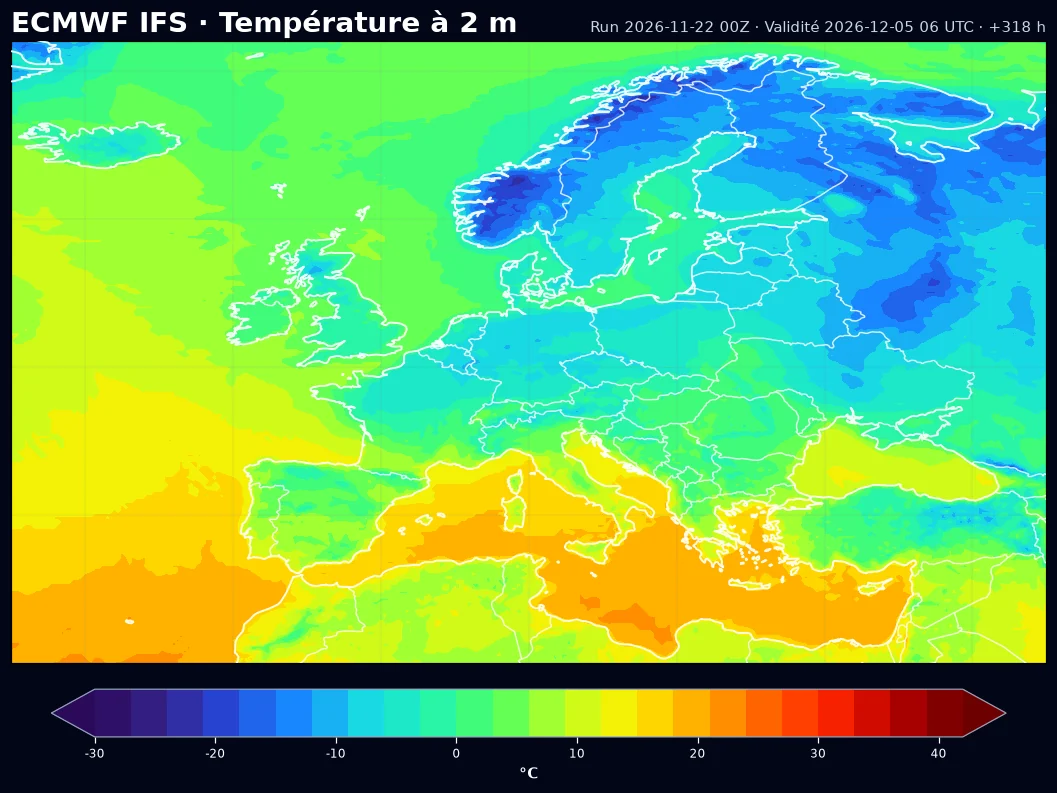 ECMWF IFS · Température à 2 m
Run 2026-11-22 00Z · Validité 2026-12-05 06 UTC · +318 h
-30 -20 -10 0 10 20 30 40
°C